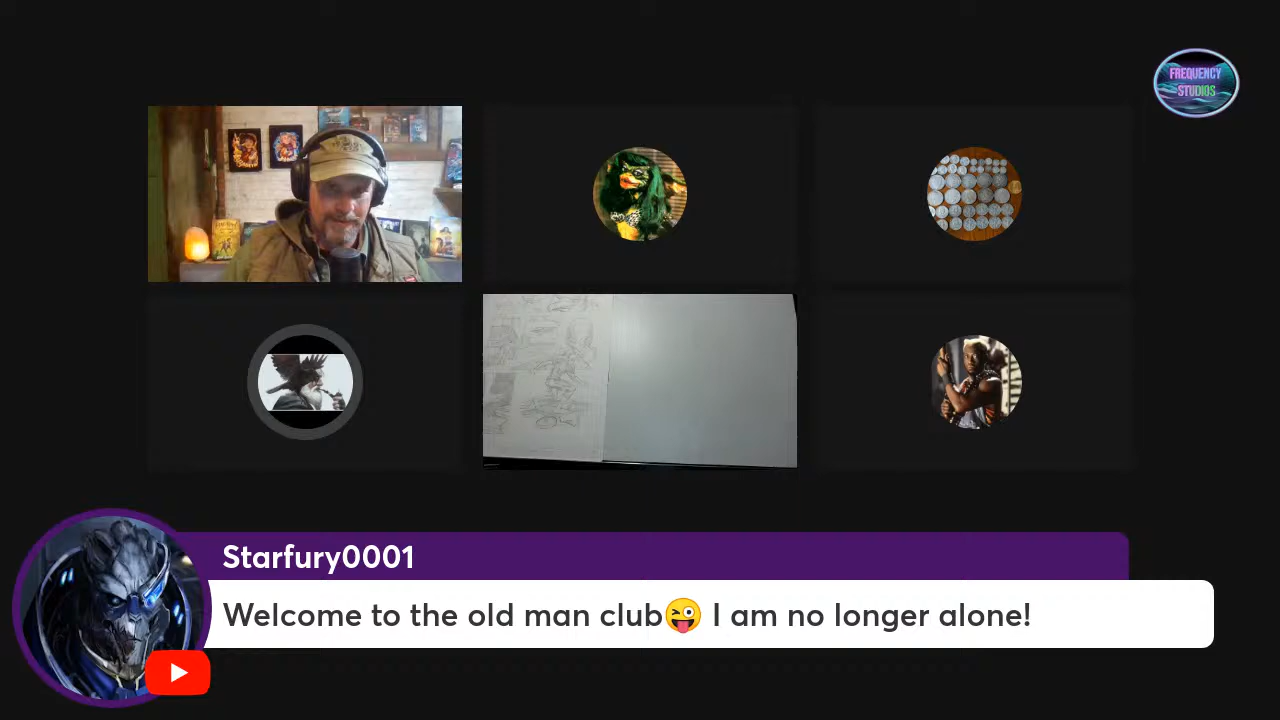 FREQUENCY
STUDIOS
Starfury0001
Welcome to the old man club😜 I am no longer alone!